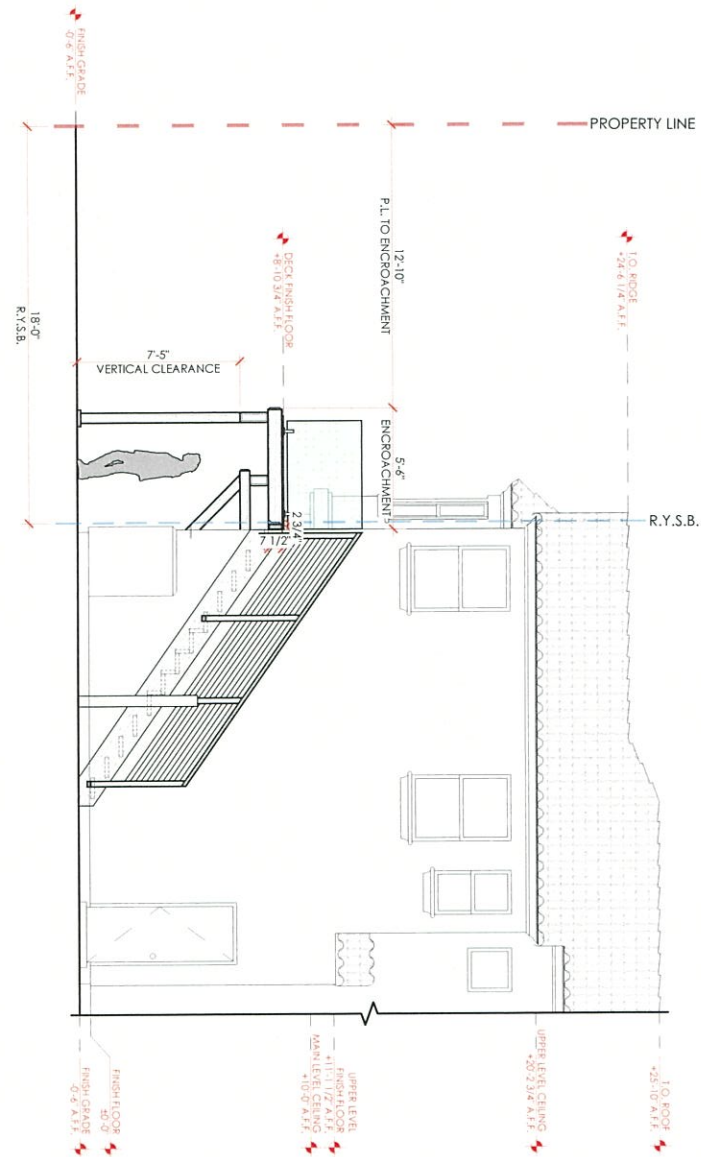 FINISH GRADE
-0'-6" A.F.F.
PROPERTY LINE
12'-10"
P.L. TO ENCROACHMENT
T.O. RIDGE
+24'-6 1/4" A.F.F.
DECK FINISH FLOOR
+8'-10 3/4" A.F.F.
18'-0"
R.Y.S.B.
7'-5"
VERTICAL CLEARANCE
5'-6"
ENCROACHMENT
R.Y.S.B.
2 3/4"
7 1/2"
FINISH GRADE
-0'-6" A.F.F.
FINISH FLOOR
±0'-0"
MAIN LEVEL CEILING
+10'-0" A.F.F.
UPPER LEVEL
FINISH FLOOR
+11'-1 1/2" A.F.F.
UPPER LEVEL CEILING
+20'-2 3/4" A.F.F.
T.O. ROOF
+25'-10" A.F.F.